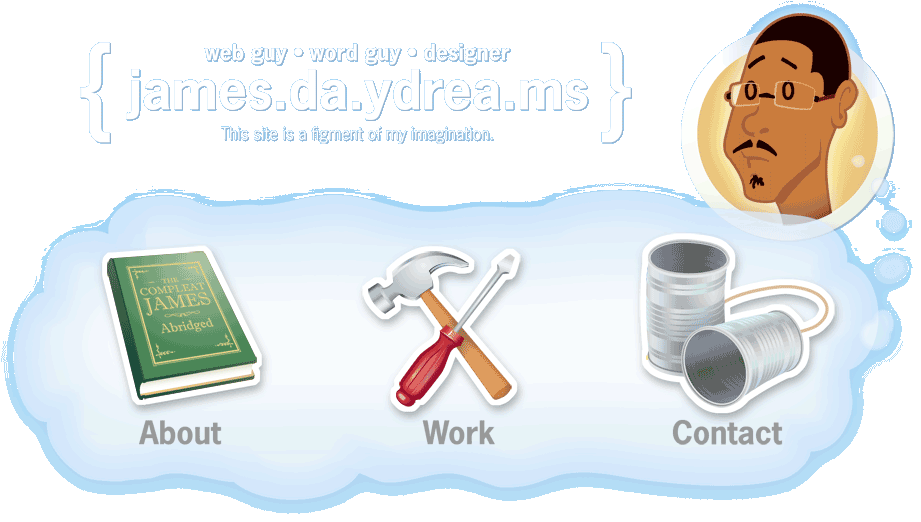 web guy • word guy • designer
{ james.da.ydrea.ms }
This site is a figment of my imagination.
THE
COMPLEAT
JAMES
Abridged
About
Work
Contact